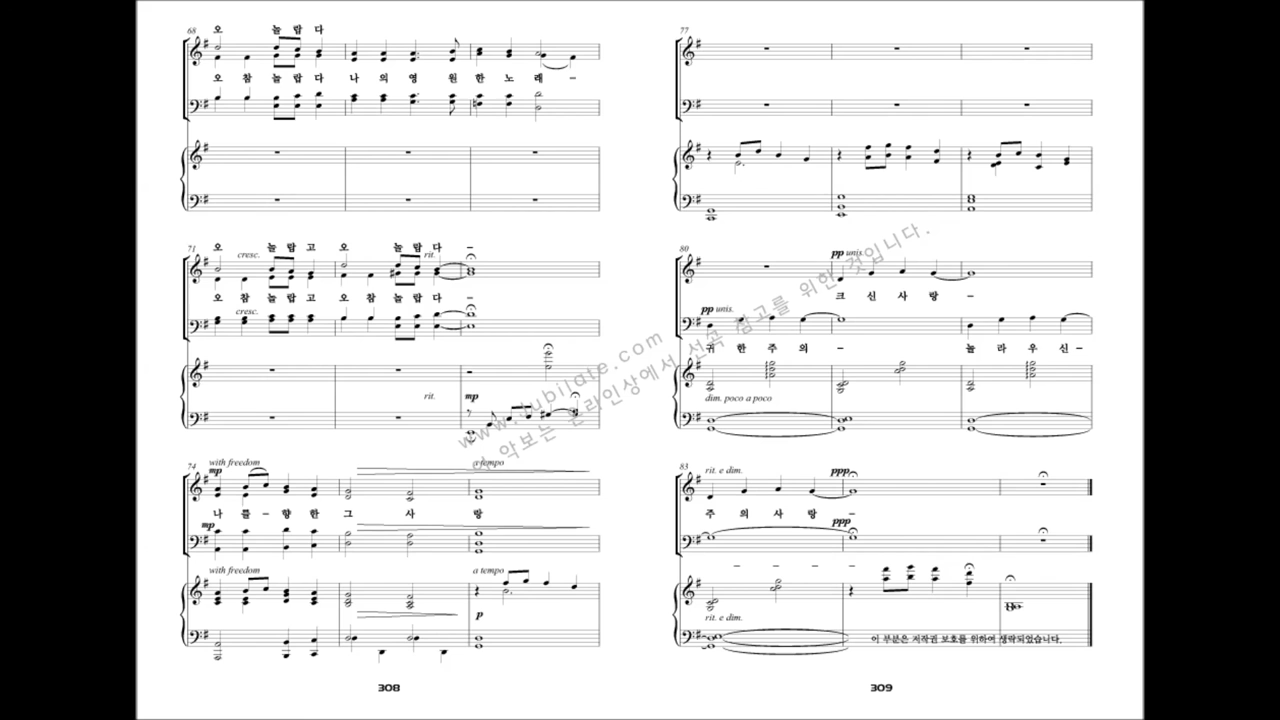 68
오 놀 람 다
오 참 놀 랍 다 나 의 영 원 한 노 래 -
71
오 놀 람 고 오 놀 람 다 -
cresc. rit.
오 참 놀 랍 고 오 참 놀 랍 다 -
cresc.
rit. mp
74
with freedom a tempo
mp
나 를 - 향 한 그 사 랑
mp
with freedom a tempo
p
308
77
80
pp unis.
크 신 사 랑 -
pp unis.
귀 한 주 의 - 놀 라 우 신 -
dim. poco a poco
83
rit. e dim. ppp
주 의 사 랑 -
ppp
- - - -
rit. e dim.
이 부분은 저작권 보호를 위하여 생략되었습니다.
309
www.jubilate.com
이 악보는 온라인상에서 선곡 참고를 위한 것입니다.